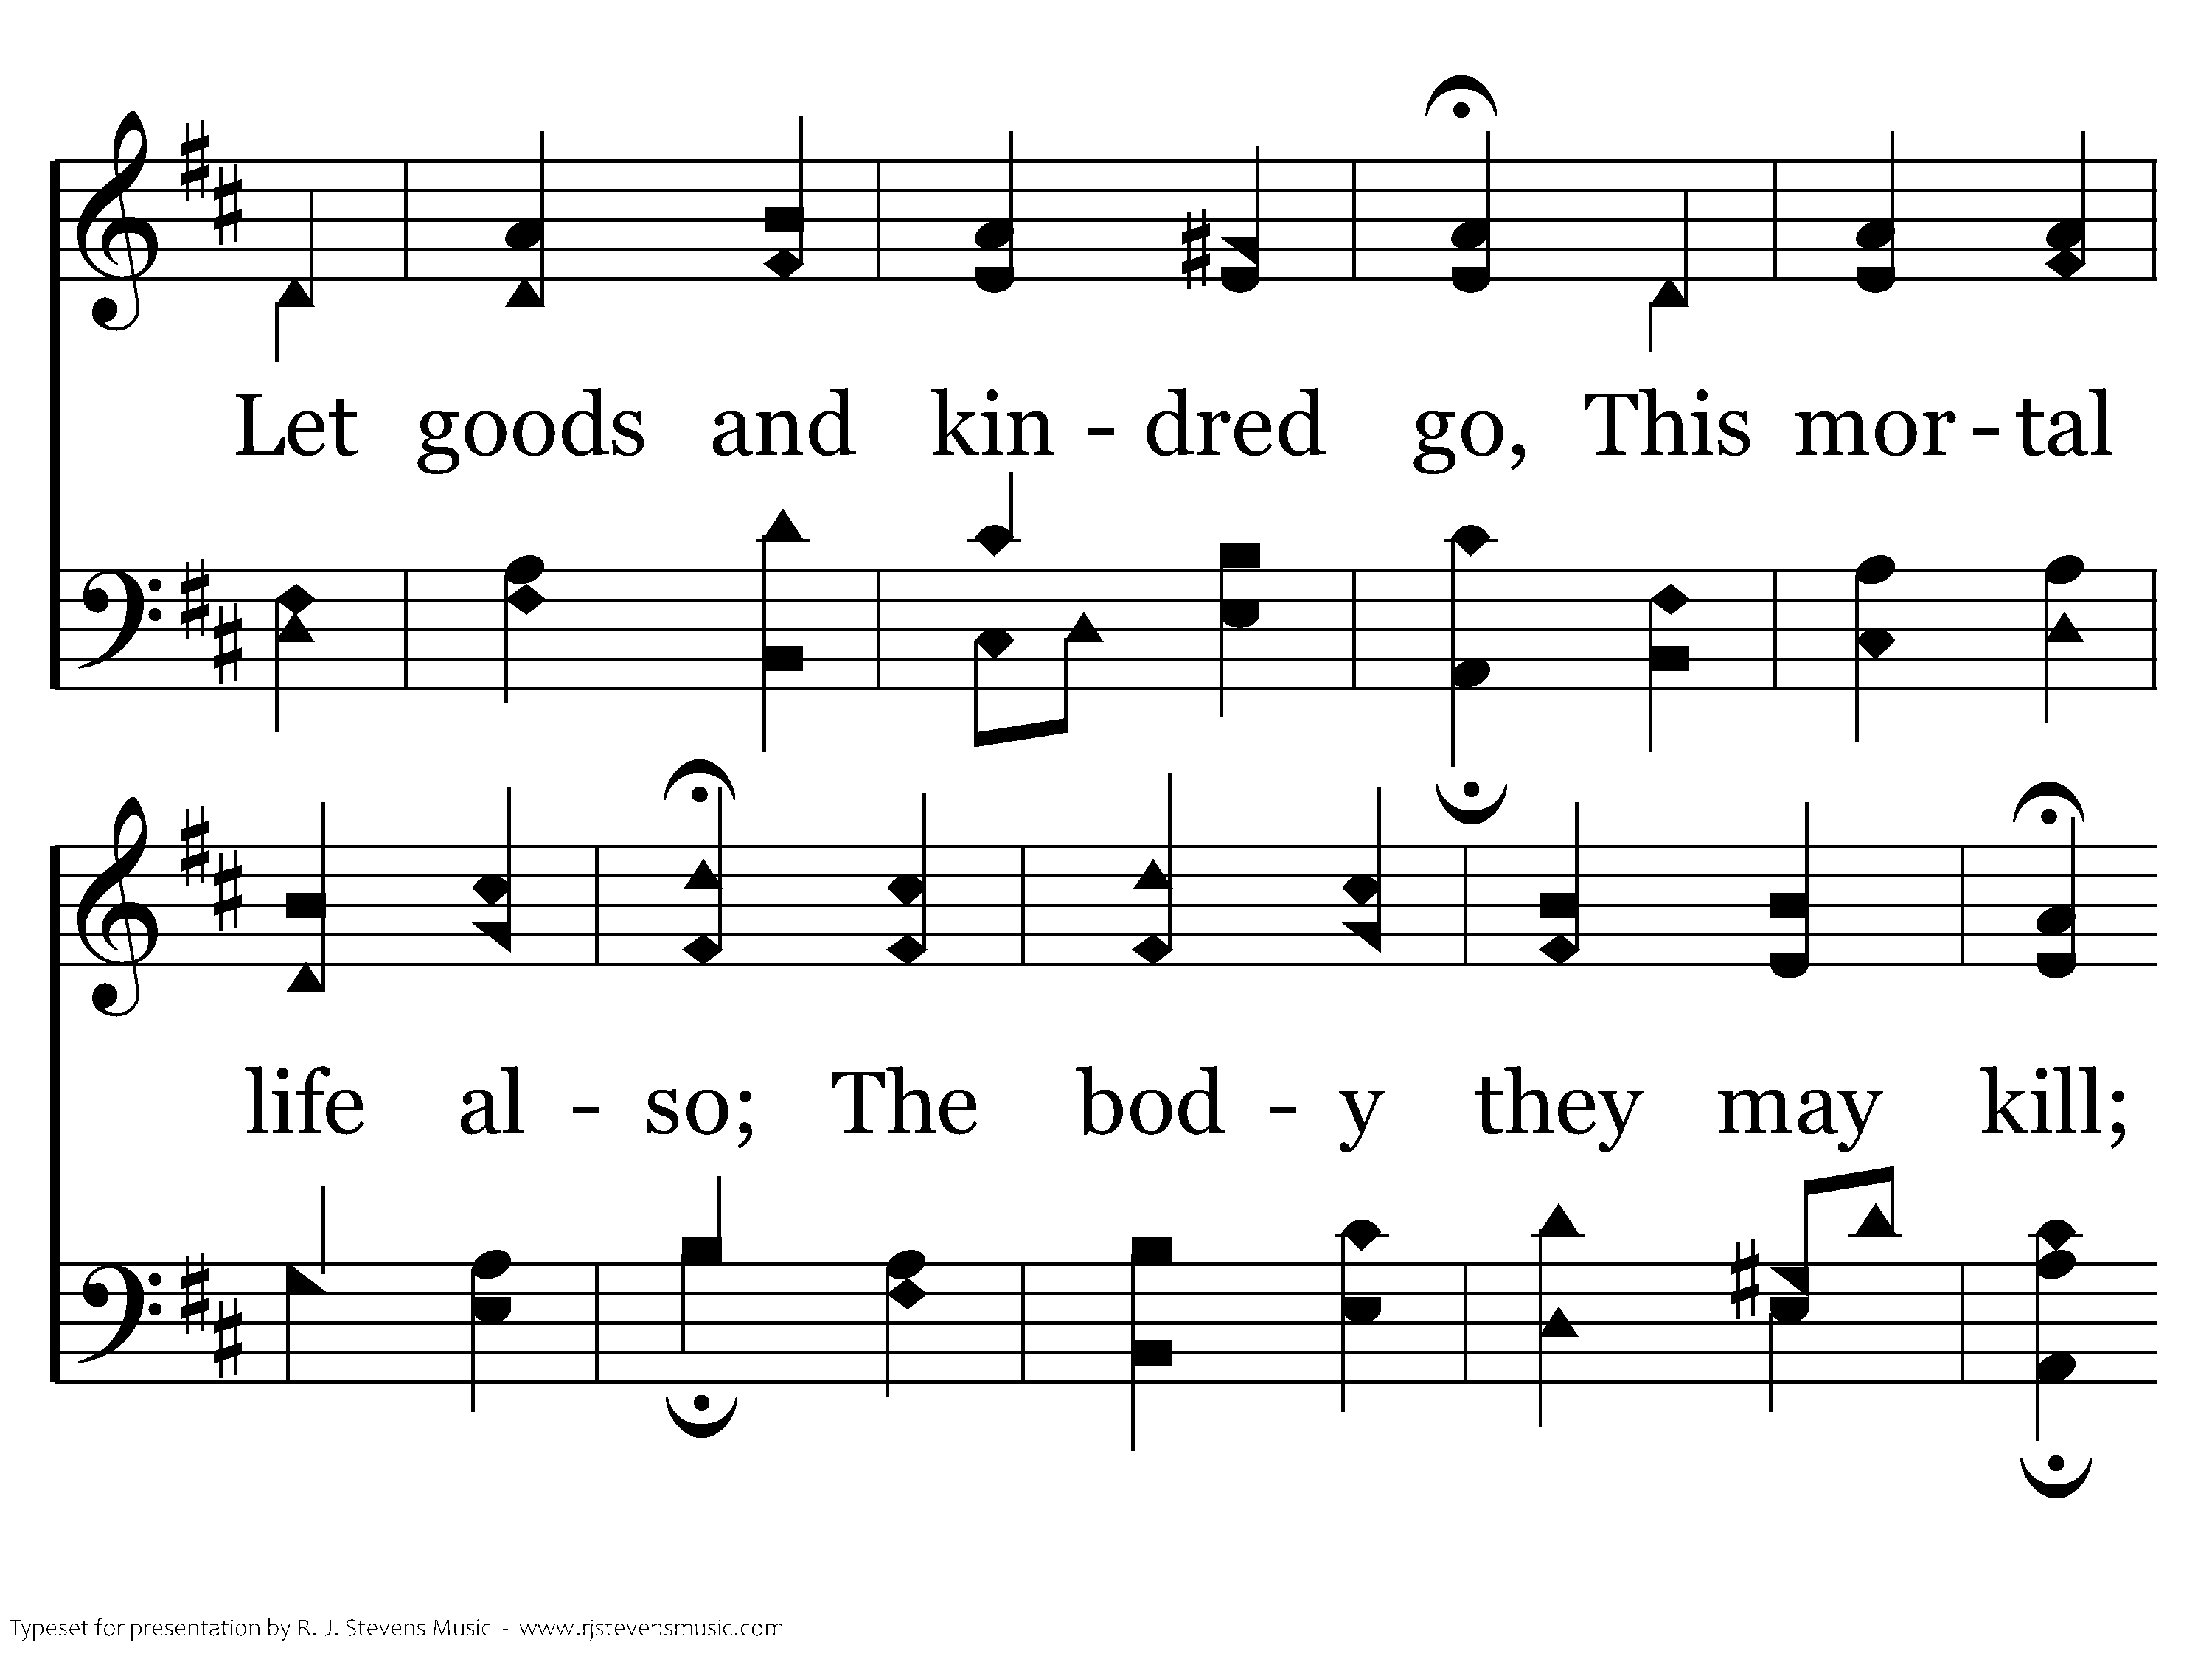 Let goods and kin - dred go, This mor - tal
life al - so; The bod - y they may kill;
Typeset for presentation by R. J. Stevens Music - www.rjstevensmusic.com